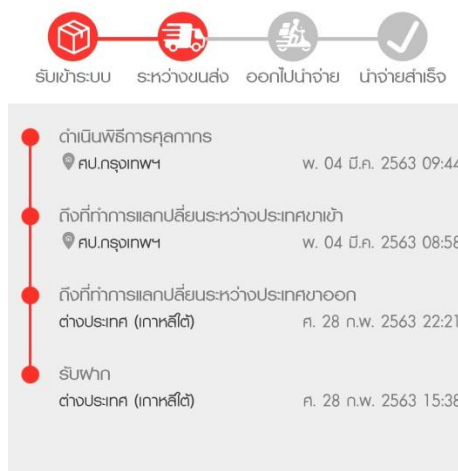 รับเข้าระบบ ระหว่างขนส่ง ออกไปนำจ่าย นำจ่ายสำเร็จ
ดำเนินพิธีการศุลกากร
ศป.กรุงเทพฯ พ. 04 มี.ค. 2563 09:44
ถึงที่ทำการแลกเปลี่ยนระหว่างประเทศขาเข้า
ศป.กรุงเทพฯ พ. 04 มี.ค. 2563 08:58
ถึงที่ทำการแลกเปลี่ยนระหว่างประเทศขาออก
ต่างประเทศ (เกาหลีใต้) ศ. 28 ก.พ. 2563 22:21
รับฝาก
ต่างประเทศ (เกาหลีใต้) ศ. 28 ก.พ. 2563 15:38